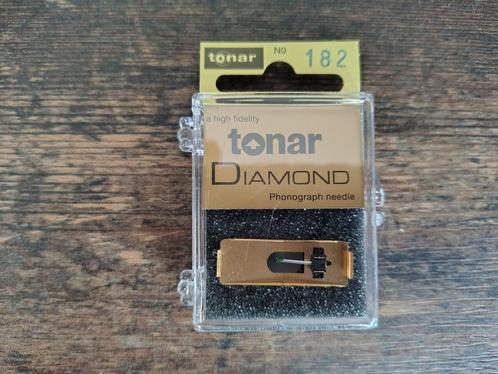 tonar
No 182
a high fidelity
tonar
DIAMOND
Phonograph needle